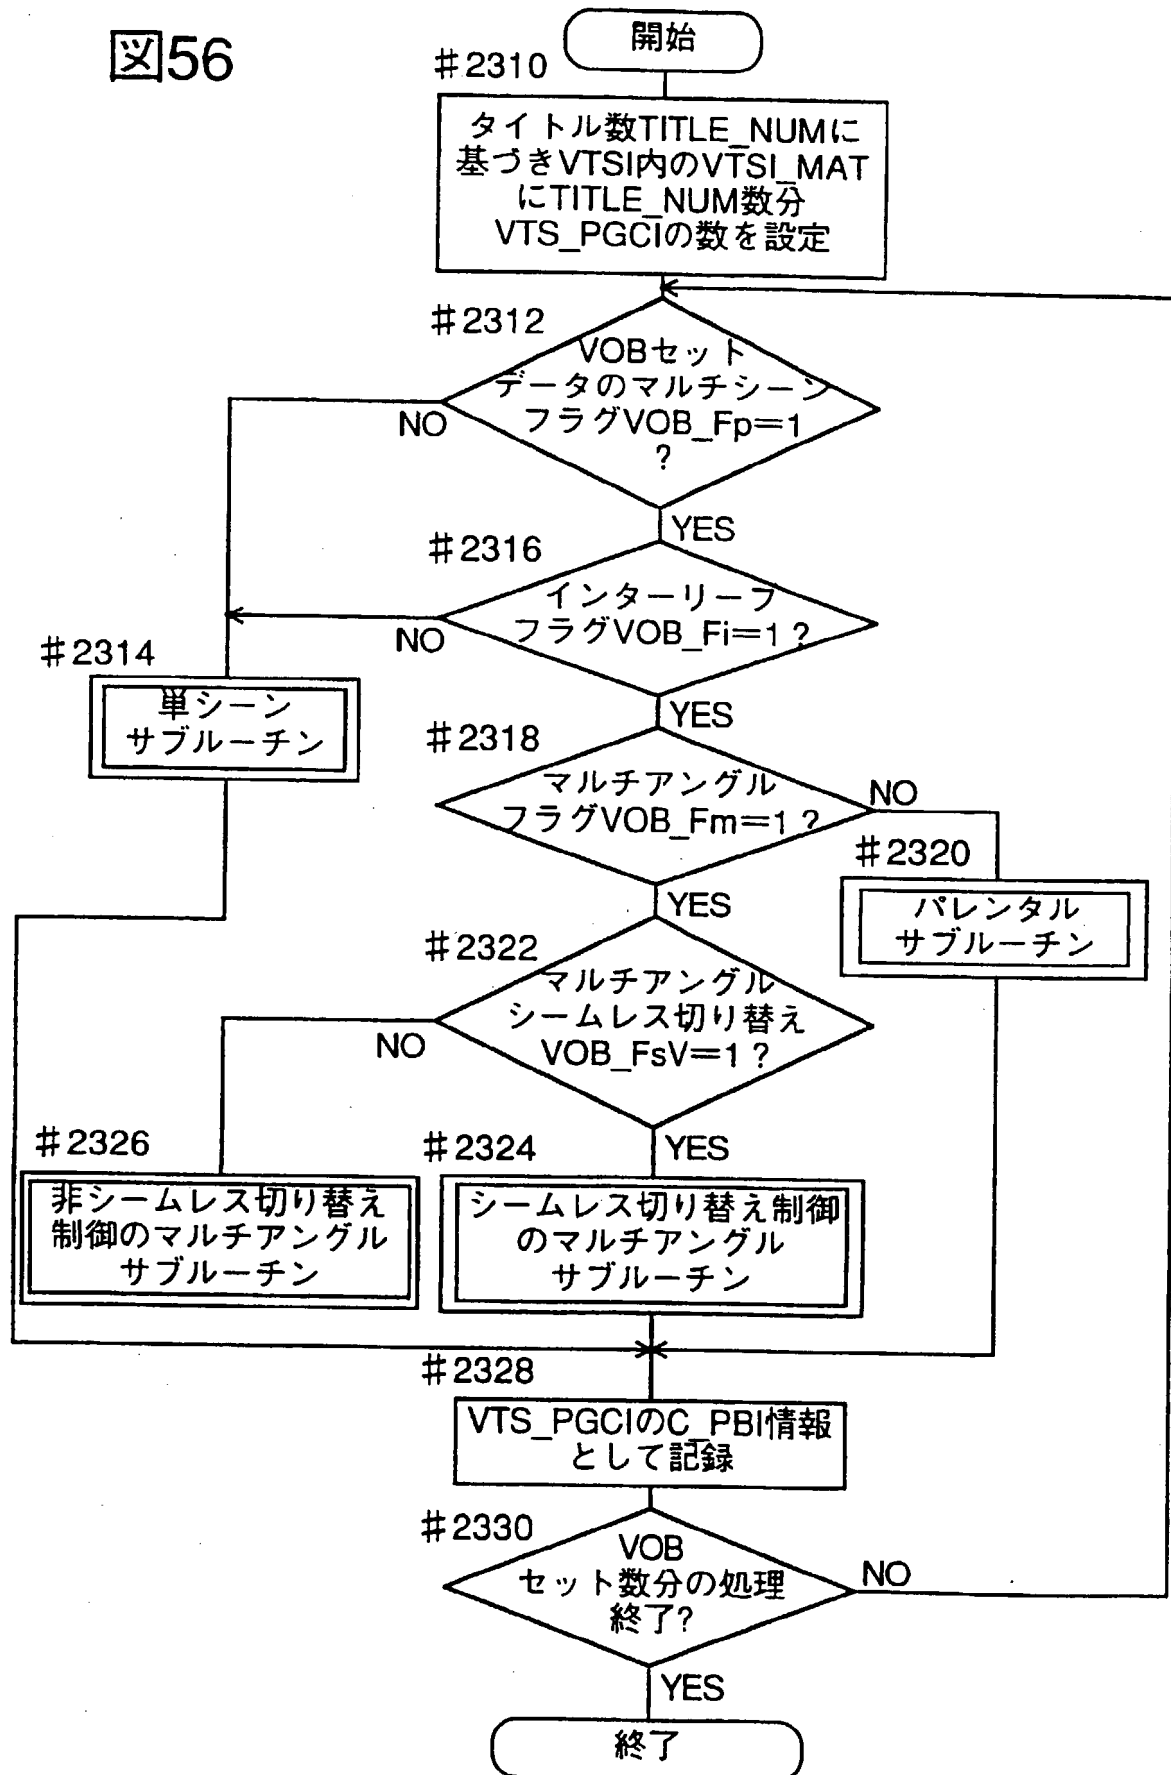 図56
開始
#2310
タイトル数TITLE_NUMに
基づきVTSI内のVTSI_MAT
にTITLE_NUM数分
VTS_PGCIの数を設定
#2312
VOBセット
データのマルチシーン
フラグVOB_Fp=1
?
NO
YES
#2316
インターリーフ
フラグVOB_Fi=1?
NO
YES
#2314
単シーン
サブルーチン
#2318
マルチアングル
フラグVOB_Fm=1?
NO
YES
#2320
パレンタル
サブルーチン
#2322
マルチアングル
シームレス切り替え
VOB_FsV=1?
NO
YES
#2326
非シームレス切り替え
制御のマルチアングル
サブルーチン
#2324
シームレス切り替え制御
のマルチアングル
サブルーチン
#2328
VTS_PGCIのC_PBI情報
として記録
#2330
VOB
セット数分の処理
終了?
NO
YES
終了